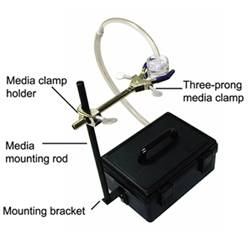 Media clamp
holder
Three-prong
media clamp
Media
mounting rod
Mounting bracket